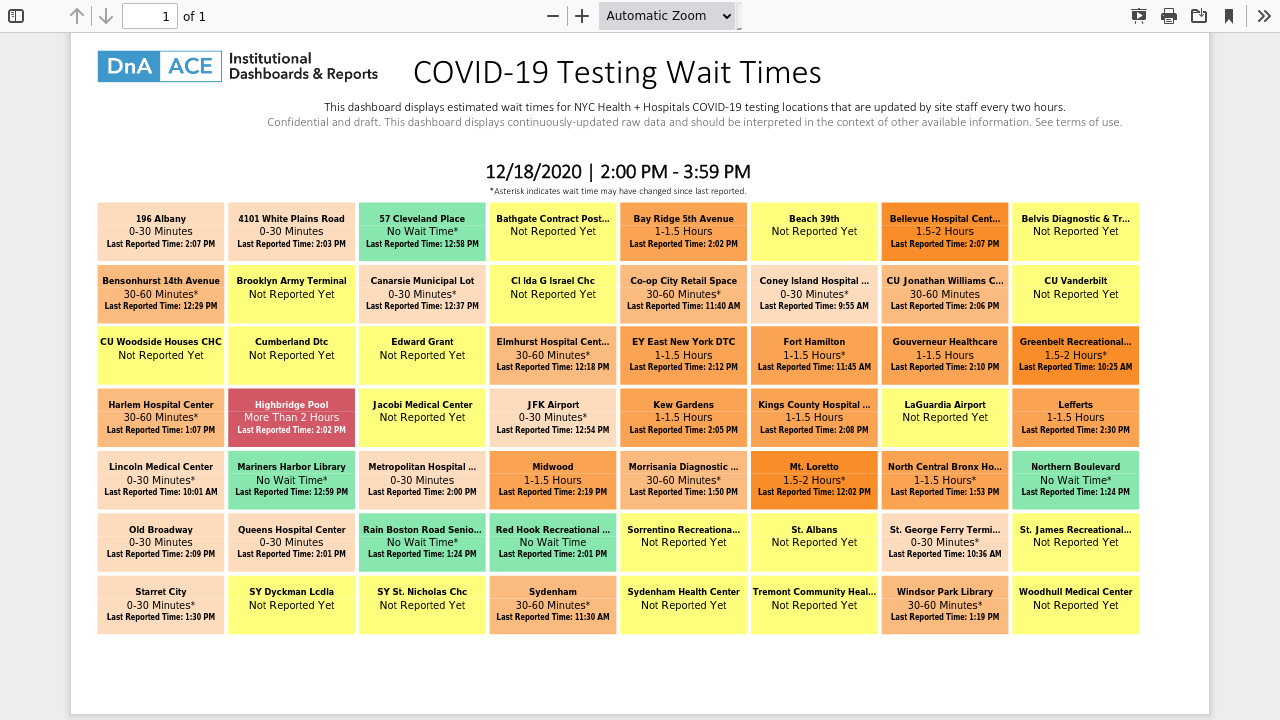 1 of 1
Automatic Zoom
DnA ACE Institutional Dashboards & Reports
COVID-19 Testing Wait Times
This dashboard displays estimated wait times for NYC Health + Hospitals COVID-19 testing locations that are updated by site staff every two hours.
Confidential and draft. This dashboard displays continuously-updated raw data and should be interpreted in the context of other available information. See terms of use.
12/18/2020 | 2:00 PM - 3:59 PM
*Asterisk indicates wait time may have changed since last reported.
196 Albany
0-30 Minutes
Last Reported Time: 2:07 PM
4101 White Plains Road
0-30 Minutes
Last Reported Time: 2:03 PM
57 Cleveland Place
No Wait Time*
Last Reported Time: 12:58 PM
Bathgate Contract Post...
Not Reported Yet
Bay Ridge 5th Avenue
1-1.5 Hours
Last Reported Time: 2:02 PM
Beach 39th
Not Reported Yet
Bellevue Hospital Cent...
1.5-2 Hours
Last Reported Time: 2:07 PM
Belvis Diagnostic & Tr...
Not Reported Yet
Bensonhurst 14th Avenue
30-60 Minutes*
Last Reported Time: 12:29 PM
Brooklyn Army Terminal
Not Reported Yet
Canarsie Municipal Lot
0-30 Minutes*
Last Reported Time: 12:37 PM
Cl Ida G Israel Chc
Not Reported Yet
Co-op City Retail Space
30-60 Minutes*
Last Reported Time: 11:40 AM
Coney Island Hospital ...
0-30 Minutes*
Last Reported Time: 9:55 AM
CU Jonathan Williams C...
30-60 Minutes
Last Reported Time: 2:06 PM
CU Vanderbilt
Not Reported Yet
CU Woodside Houses CHC
Not Reported Yet
Cumberland Dtc
Not Reported Yet
Edward Grant
Not Reported Yet
Elmhurst Hospital Cent...
30-60 Minutes*
Last Reported Time: 12:18 PM
EY East New York DTC
1-1.5 Hours
Last Reported Time: 2:12 PM
Fort Hamilton
1-1.5 Hours*
Last Reported Time: 11:45 AM
Gouverneur Healthcare
1-1.5 Hours
Last Reported Time: 2:10 PM
Greenbelt Recreational...
1.5-2 Hours*
Last Reported Time: 10:25 AM
Harlem Hospital Center
30-60 Minutes*
Last Reported Time: 1:07 PM
Highbridge Pool
More Than 2 Hours
Last Reported Time: 2:02 PM
Jacobi Medical Center
Not Reported Yet
JFK Airport
0-30 Minutes*
Last Reported Time: 12:54 PM
Kew Gardens
1-1.5 Hours
Last Reported Time: 2:05 PM
Kings County Hospital ...
1-1.5 Hours
Last Reported Time: 2:08 PM
LaGuardia Airport
Not Reported Yet
Lefferts
1-1.5 Hours
Last Reported Time: 2:30 PM
Lincoln Medical Center
0-30 Minutes*
Last Reported Time: 10:01 AM
Mariners Harbor Library
No Wait Time*
Last Reported Time: 12:59 PM
Metropolitan Hospital ...
0-30 Minutes
Last Reported Time: 2:00 PM
Midwood
1-1.5 Hours
Last Reported Time: 2:19 PM
Morrisania Diagnostic ...
30-60 Minutes*
Last Reported Time: 1:50 PM
Mt. Loretto
1.5-2 Hours*
Last Reported Time: 12:02 PM
North Central Bronx Ho...
1-1.5 Hours*
Last Reported Time: 1:53 PM
Northern Boulevard
No Wait Time*
Last Reported Time: 1:24 PM
Old Broadway
0-30 Minutes
Last Reported Time: 2:09 PM
Queens Hospital Center
0-30 Minutes
Last Reported Time: 2:01 PM
Rain Boston Road Senio...
No Wait Time*
Last Reported Time: 1:24 PM
Red Hook Recreational ...
No Wait Time
Last Reported Time: 2:01 PM
Sorrentino Recreationa...
Not Reported Yet
St. Albans
Not Reported Yet
St. George Ferry Termi...
0-30 Minutes*
Last Reported Time: 10:36 AM
St. James Recreational...
Not Reported Yet
Starret City
0-30 Minutes*
Last Reported Time: 1:30 PM
SY Dyckman Lcdla
Not Reported Yet
SY St. Nicholas Chc
Not Reported Yet
Sydenham
30-60 Minutes*
Last Reported Time: 11:30 AM
Sydenham Health Center
Not Reported Yet
Tremont Community Heal...
Not Reported Yet
Windsor Park Library
30-60 Minutes*
Last Reported Time: 1:19 PM
Woodhull Medical Center
Not Reported Yet